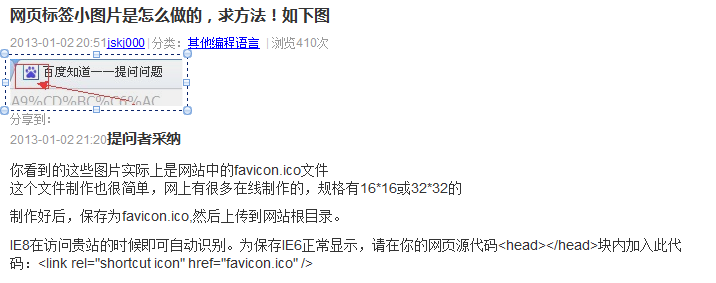 网页标签小图片是怎么做的，求方法！如下图
2013-01-02 20:51jskj000 | 分类：其他编程语言 | 浏览410次
百度知道一一提问问题
A9%CD%BC%C6%AC
分享到：
2013-01-02 21:20提问者采纳
你看到的这些图片实际上是网站中的favicon.ico文件
这个文件制作也很简单，网上有很多在线制作的，规格有16*16或32*32的
制作好后，保存为favicon.ico,然后上传到网站根目录。
IE8在访问贵站的时候即可自动识别。为保存IE6正常显示，请在你的网页源代码<head></head>块内加入此代
码：<link rel="shortcut icon" href="favicon.ico" />